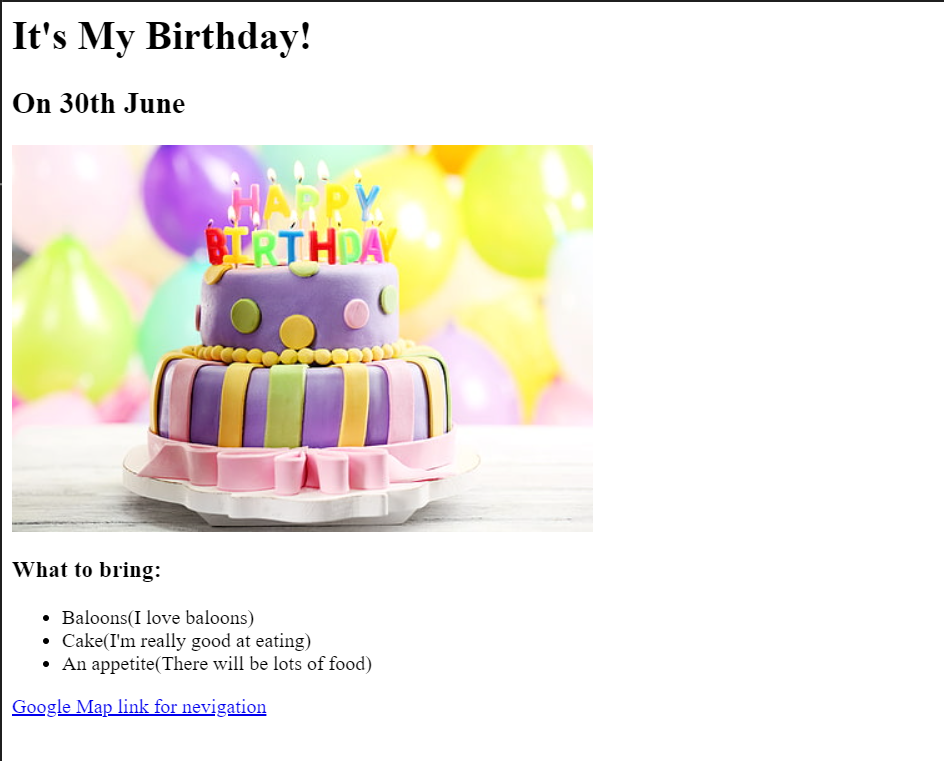 It's My Birthday!
On 30th June
HAPPY
BIRTHDAY
What to bring:
Baloons(I love baloons)
Cake(I'm really good at eating)
An appetite(There will be lots of food)
Google Map link for nevigation